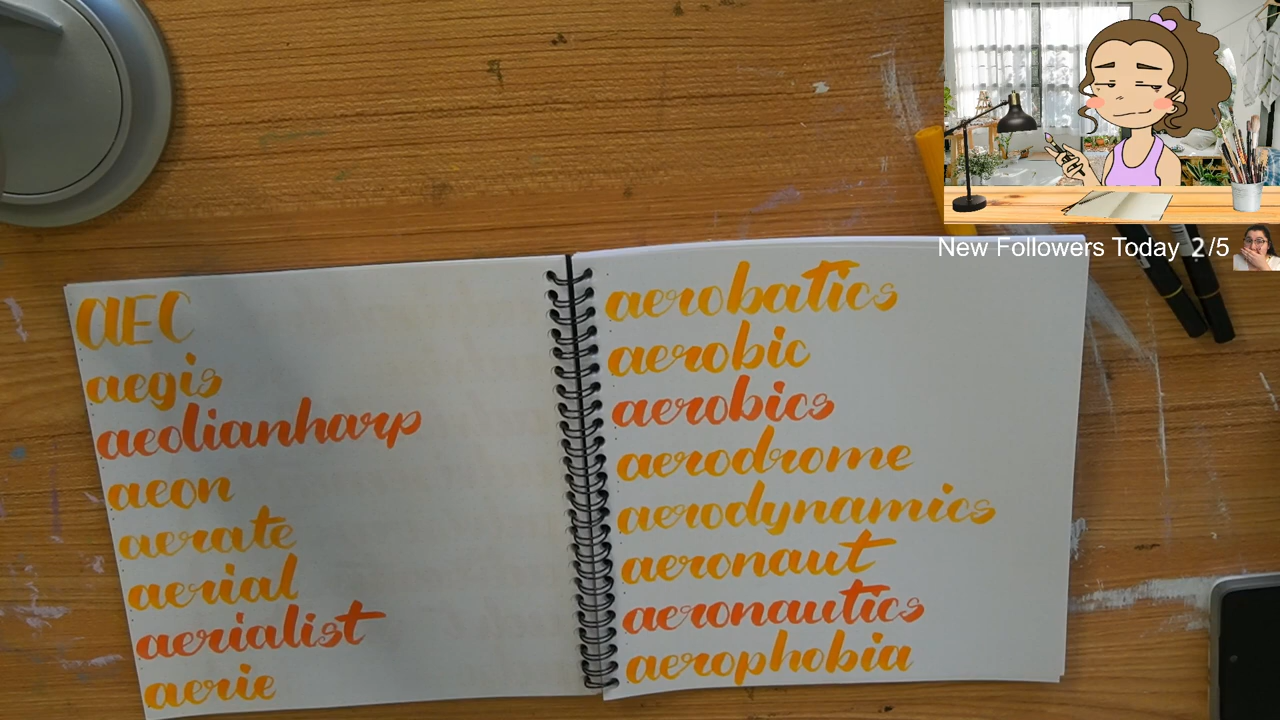 New Followers Today 2/5
AEC
aegis
aeolianharp
aeon
aerate
aerial
aerialist
aerie
aerobatics
aerobic
aerobics
aerodrome
aerodynamics
aeronaut
aeronautics
aerophobia